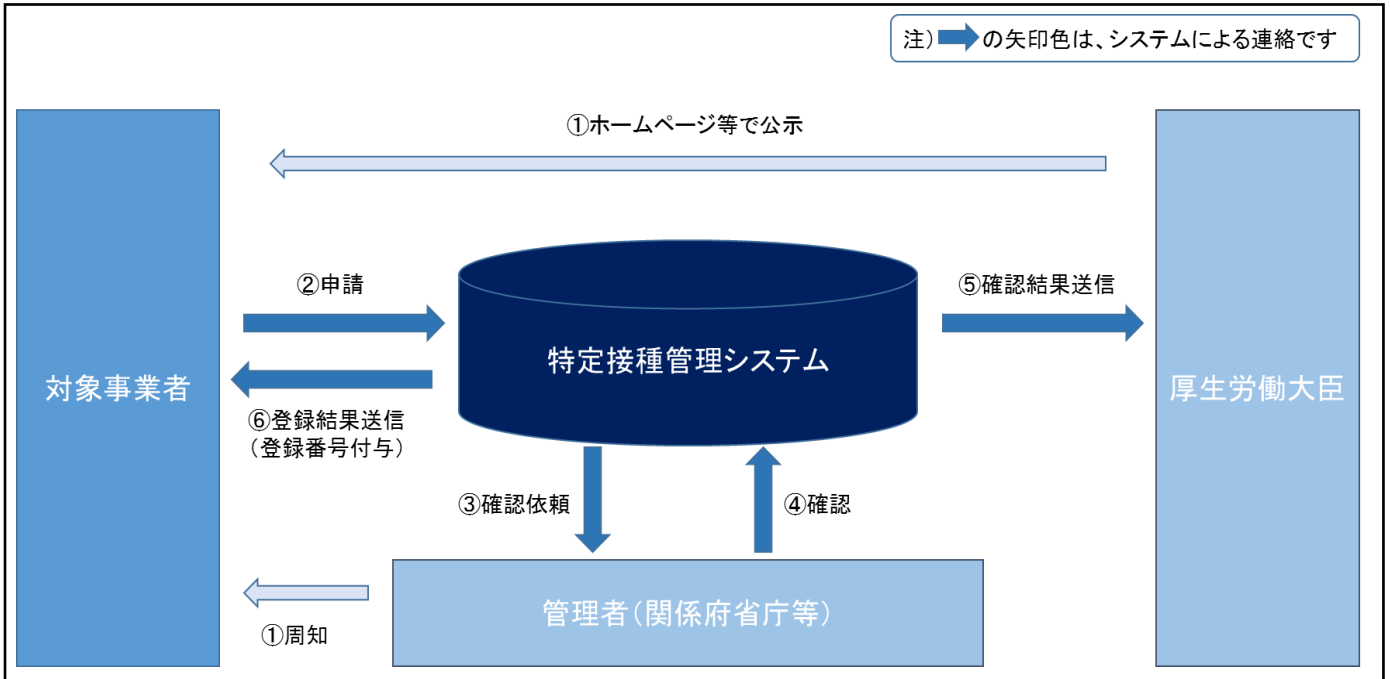 注）の矢印色は、システムによる連絡です
①ホームページ等で公示
②申請
⑤確認結果送信
特定接種管理システム
対象事業者
厚生労働大臣
⑥登録結果送信
（登録番号付与）
③確認依頼
④確認
管理者（関係府省庁等）
①周知